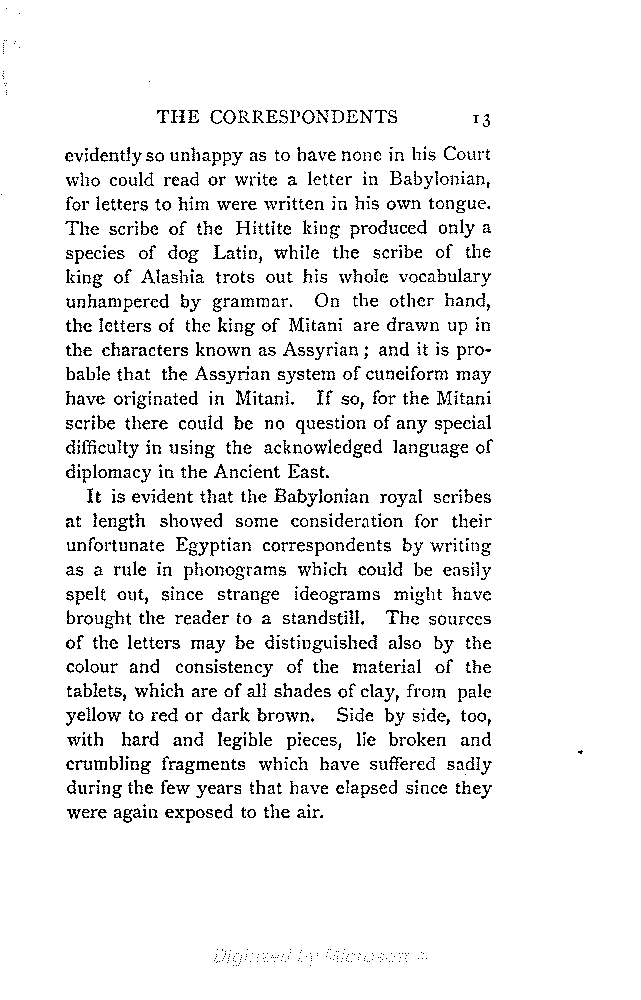 THE CORRESPONDENTS 13
evidently so unhappy as to have none in his Court
who could read or write a letter in Babylonian,
for letters to him were written in his own tongue.
The scribe of the Hittite king produced only a
species of dog Latin, while the scribe of the
king of Alashia trots out his whole vocabulary
unhampered by grammar. On the other hand,
the letters of the king of Mitani are drawn up in
the characters known as Assyrian; and it is pro-
bable that the Assyrian system of cuneiform may
have originated in Mitani. If so, for the Mitani
scribe there could be no question of any special
difficulty in using the acknowledged language of
diplomacy in the Ancient East.
It is evident that the Babylonian royal scribes
at length showed some consideration for their
unfortunate Egyptian correspondents by writing
as a rule in phonograms which could be easily
spelt out, since strange ideograms might have
brought the reader to a standstill. The sources
of the letters may be distinguished also by the
colour and consistency of the material of the
tablets, which are of all shades of clay, from pale
yellow to red or dark brown. Side by side, too,
with hard and legible pieces, lie broken and
crumbling fragments which have suffered sadly
during the few years that have elapsed since they
were again exposed to the air.
Digitized by Microsoft